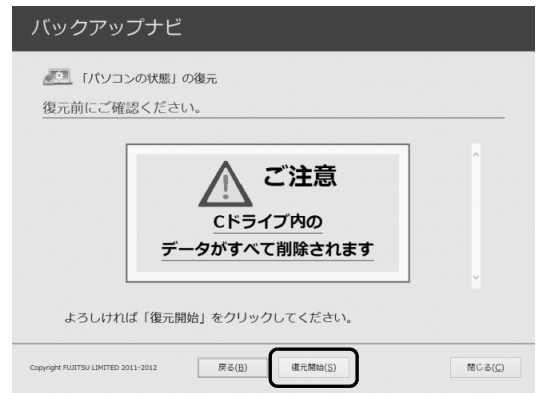 バックアップナビ
「パソコンの状態」の復元
復元前にご確認ください。
ご注意
Cドライブ内の
データがすべて削除されます
よろしければ「復元開始」をクリックしてください。
Copyright FUJITSU LIMITED 2011-2012 戻る(B) 復元開始(S) 閉じる(C)